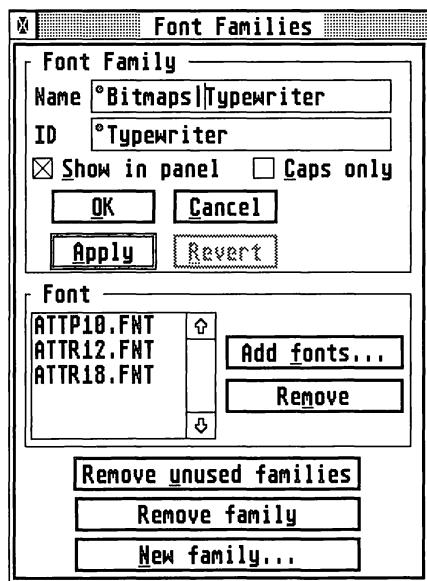 Font Families
Font Family
Name °Bitmaps|Typewriter
ID °Typewriter
Show in panel Caps only
OK Cancel
Apply Revert
Font
ATTP10.FNT
ATTR12.FNT
ATTR18.FNT
Add fonts...
Remove
Remove unused families
Remove family
New family...